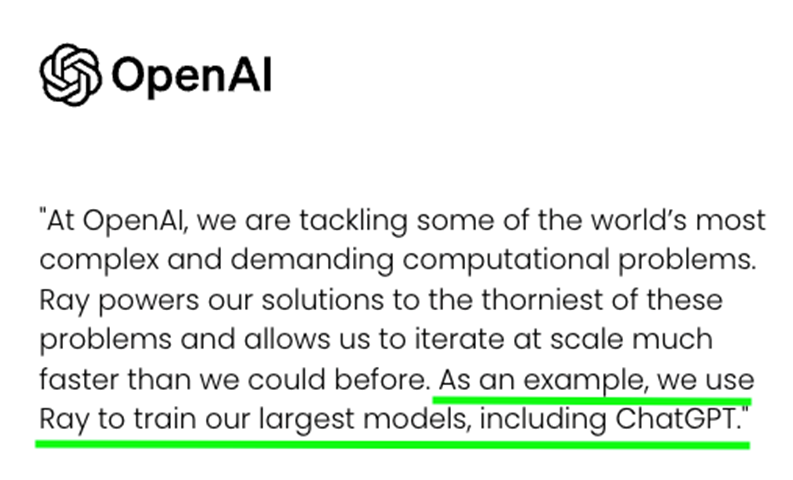 OpenAI
"At OpenAI, we are tackling some of the world’s most
complex and demanding computational problems.
Ray powers our solutions to the thorniest of these
problems and allows us to iterate at scale much
faster than we could before. As an example, we use
Ray to train our largest models, including ChatGPT."